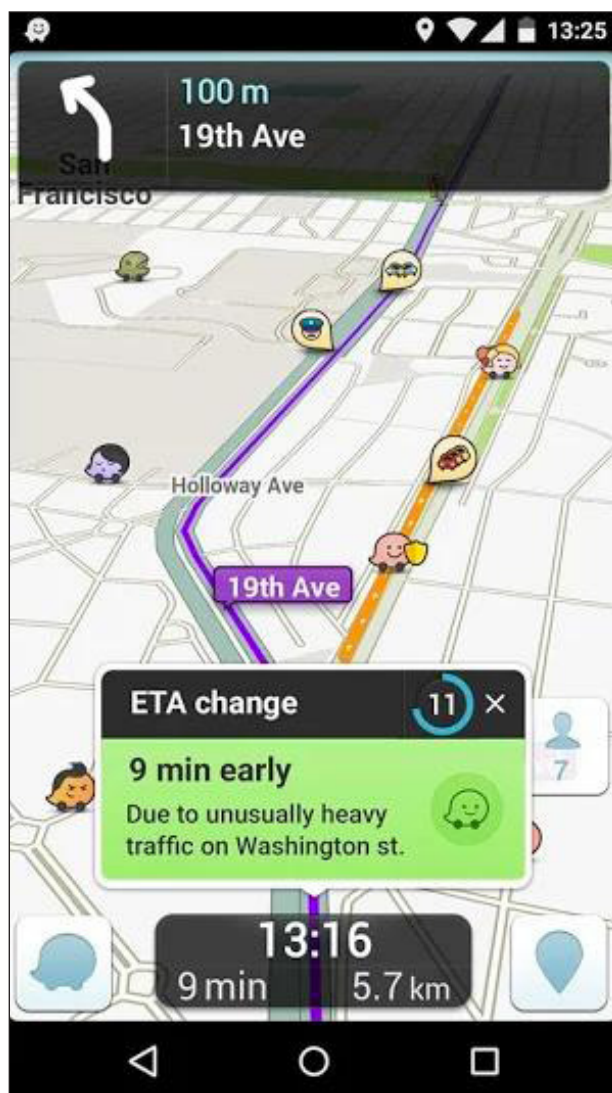 13:25
100 m
19th Ave
San
Francisco
Holloway Ave
19th Ave
ETA change
11
9 min early
Due to unusually heavy
traffic on Washington st.
7
13:16
9 min
5.7 km